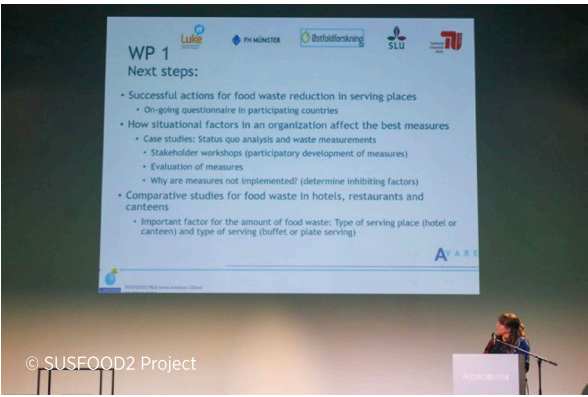 Luke
FH MÜNSTER
Østfoldforskning
SLU
WP 1
Next steps:
• Successful actions for food waste reduction in serving places
• On-going questionnaire in participating countries
• How situational factors in an organization affect the best measures
• Case studies: Status quo analysis and waste measurements
• Stakeholder workshops (participatory development of measures)
• Evaluation of measures
• Why are measures not implemented? (determine inhibiting factors)
• Comparative studies for food waste in hotels, restaurants and
canteens
• Important factor for the amount of food waste: Type of serving place (hotel or
canteen) and type of serving (buffet or plate serving)
AVARE
© SUSFOOD2 Project